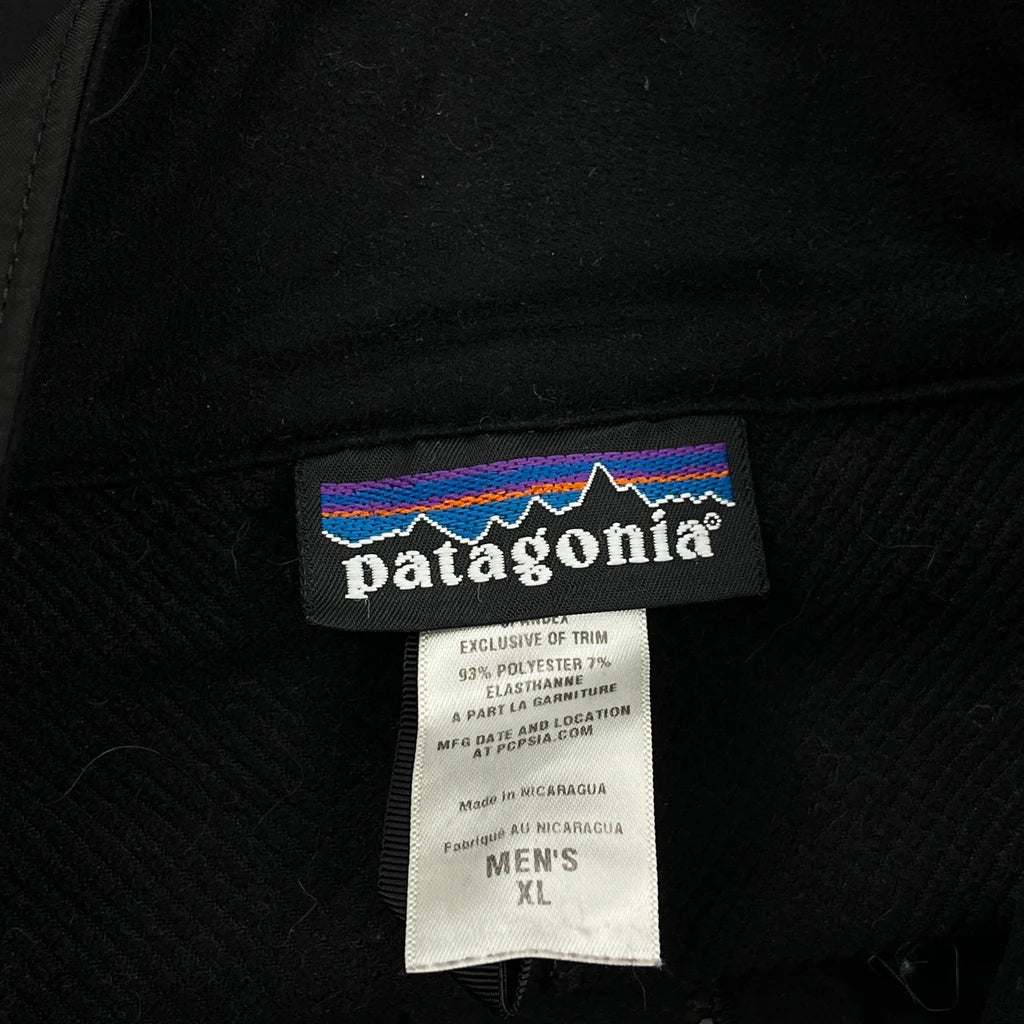 patagonia®
SPANDEX
EXCLUSIVE OF TRIM
93% POLYESTER 7%
ELASTHANNE
A PART LA GARNITURE
MFG DATE AND LOCATION
AT PCPSIA.COM
Made in NICARAGUA
Fabriqué AU NICARAGUA
MEN'S
XL